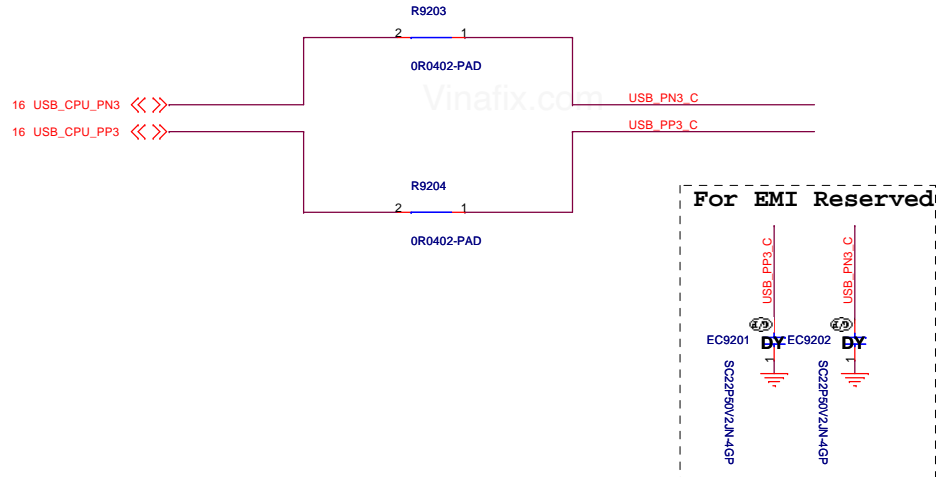 R9203
2 1
0R0402-PAD
Vinafix.com
16 USB_CPU_PN3
USB_PN3_C
16 USB_CPU_PP3
USB_PP3_C
R9204
2 1
0R0402-PAD
For EMI Reserved
USB_PP3_C
USB_PN3_C
EC9201
DY
EC9202
DY
1
1
SC22P50V2JN-4GP
SC22P50V2JN-4GP